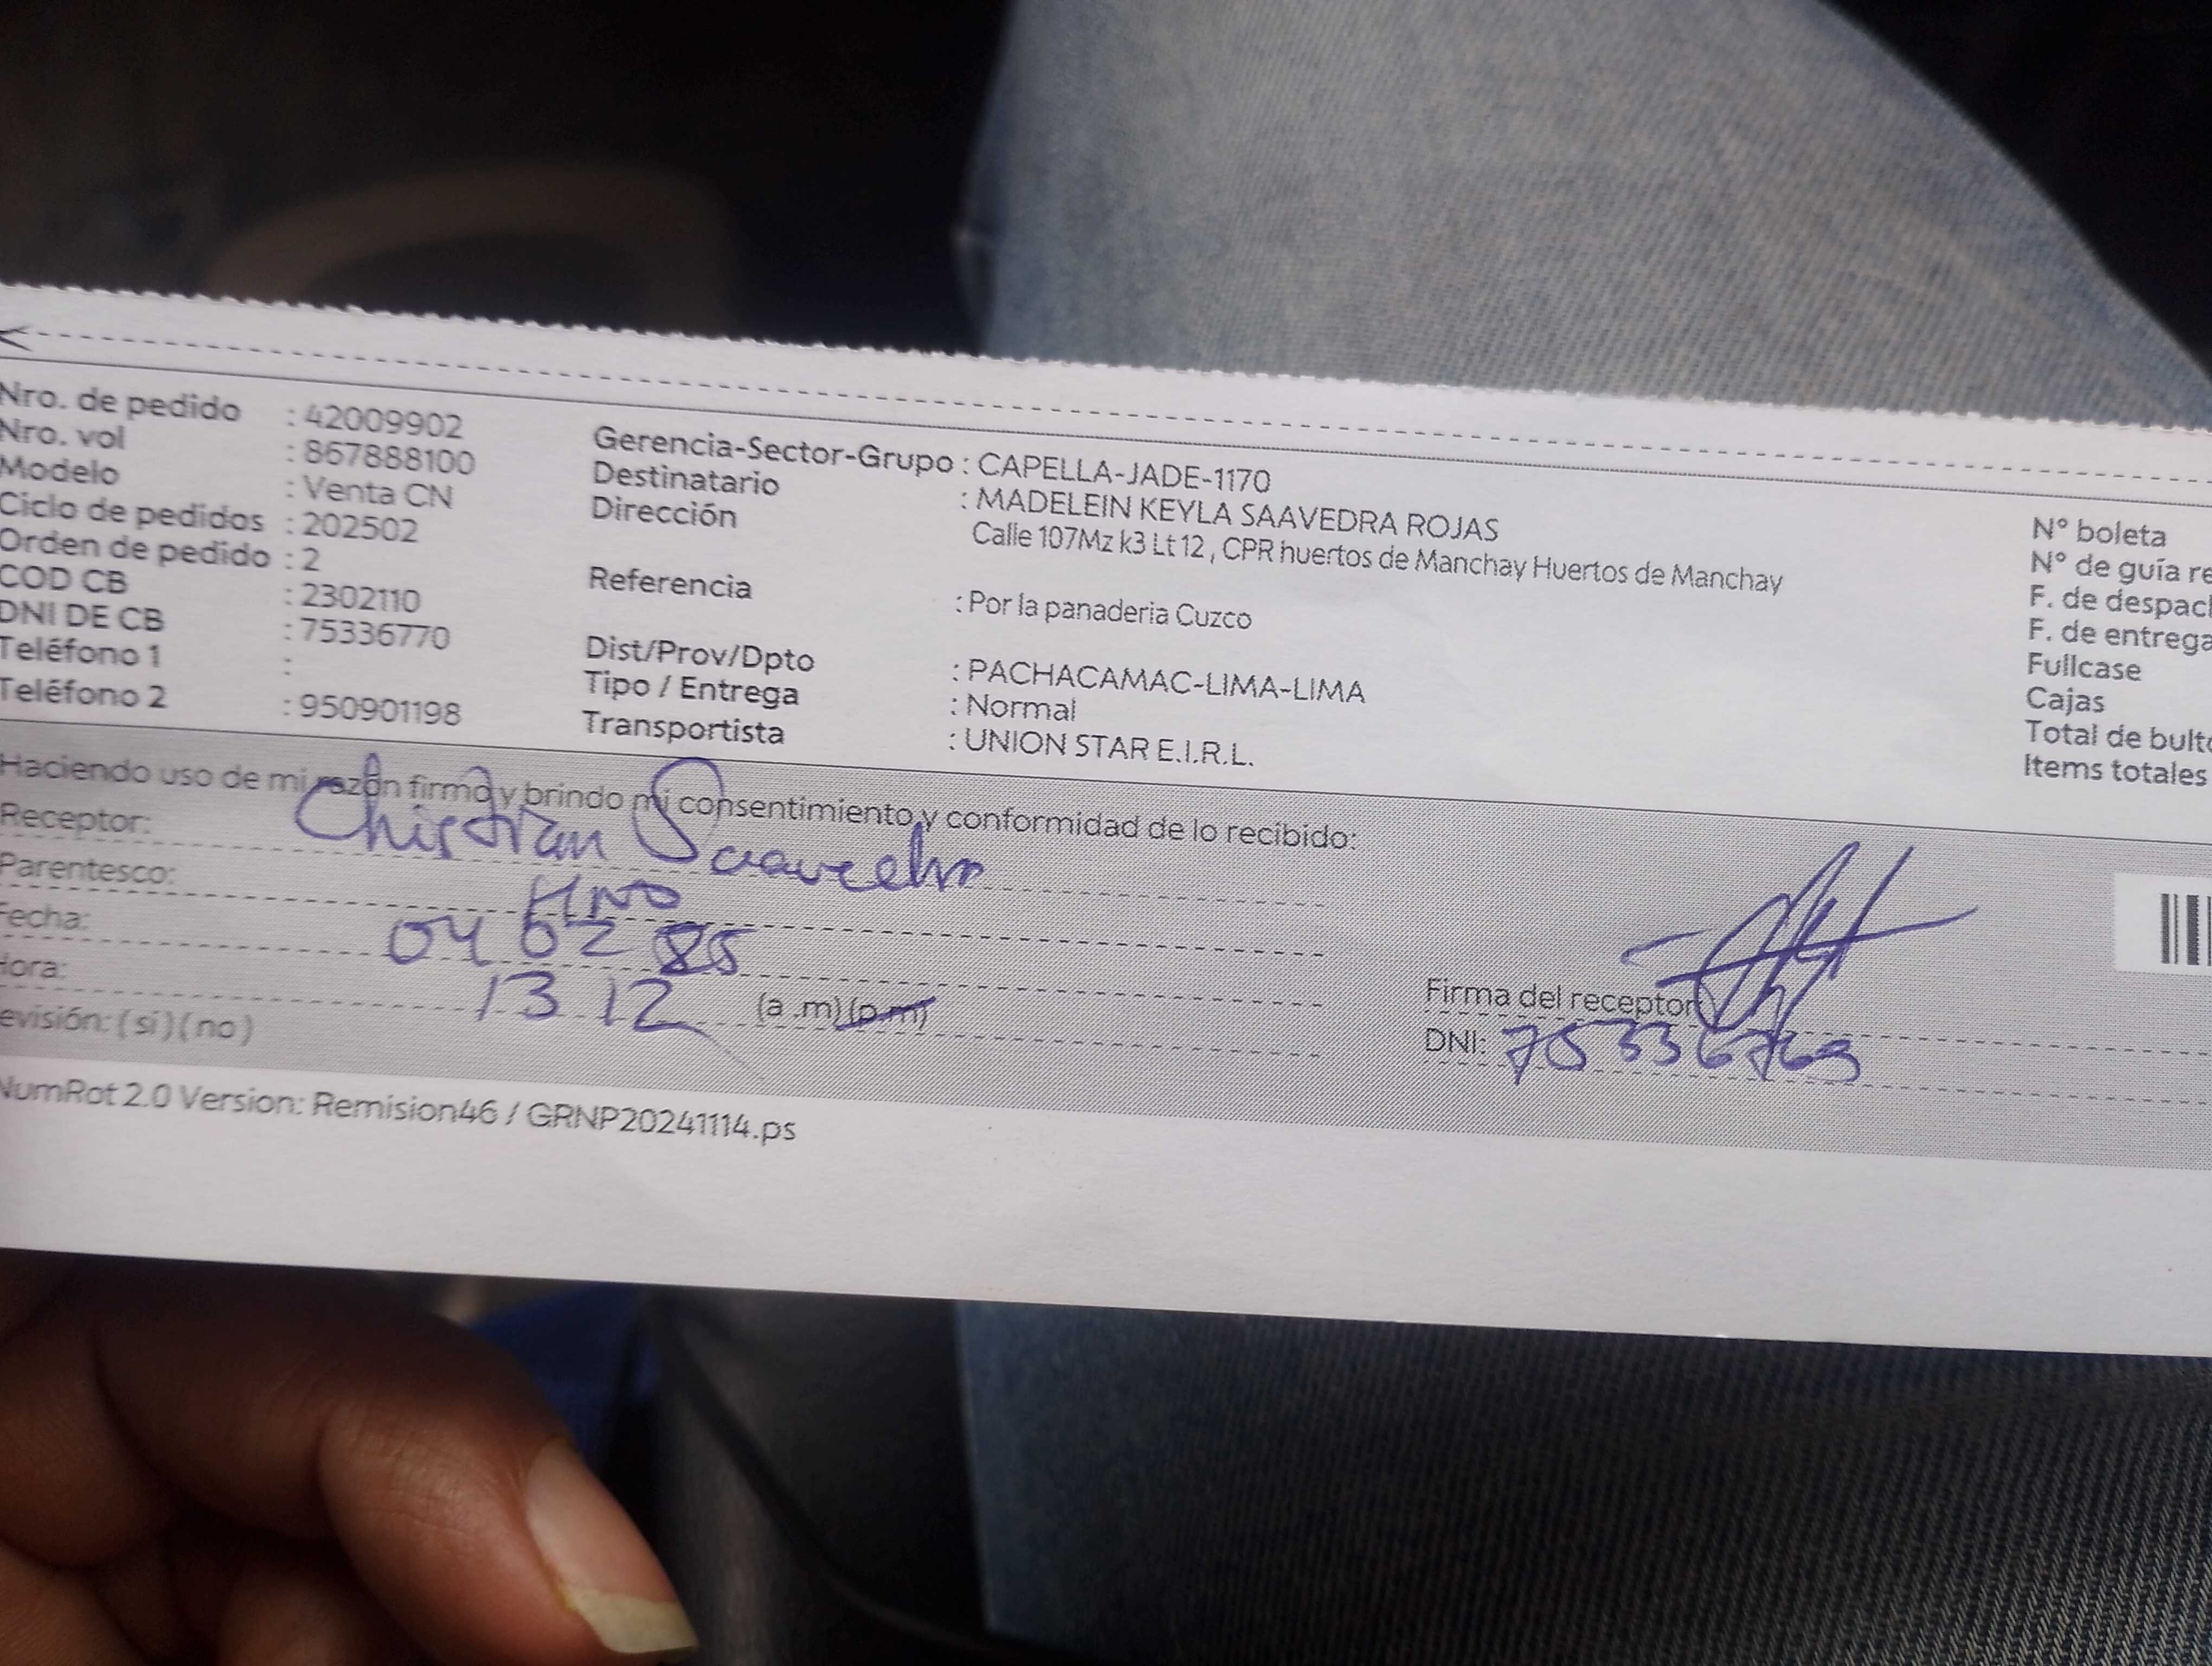 Nro. de pedido : 42009902
Nro. vol : 867888100
Modelo : Venta CN
Ciclo de pedidos : 202502
Orden de pedido : 2
COD CB : 2302110
DNI DE CB : 75336770
Teléfono 1 :
Teléfono 2 : 950901198
Gerencia-Sector-Grupo : CAPELLA-JADE-1170
Destinatario : MADELEIN KEYLA SAAVEDRA ROJAS
Dirección Calle 107Mz k3 Lt 12 , CPR huertos de Manchay Huertos de Manchay
Referencia : Por la panaderia Cuzco
Dist/Prov/Dpto : PACHACAMAC-LIMA-LIMA
Tipo / Entrega : Normal
Transportista : UNION STAR E.I.R.L.
N° boleta
N° de guía re
F. de despach
F. de entrega
Fullcase
Cajas
Total de bulto
Items totales
Haciendo uso de mi razón firmo y brindo mi consentimiento y conformidad de lo recibido:
Receptor: Christian Saavedra
Parentesco: HNO
Fecha: 04 02
Hora: 13 12 (a .m) (p.m)
evisión: ( si ) ( no )
Firma del receptor
DNI: 75336769
NumRot 2.0 Version: Remision46 / GRNP20241114.ps